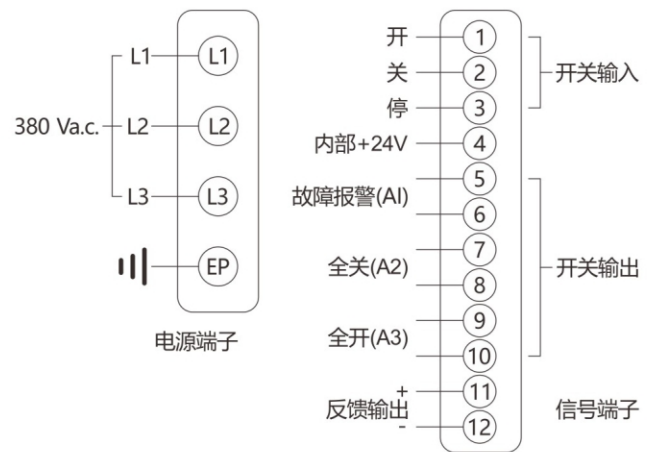 380 Va.c.
L1 L1
L2 L2
L3 L3
EP
电源端子
开 1
关 2
停 3
开关输入
内部+24V 4
故障报警(AI) 5
6
全关(A2) 7
8
全开(A3) 9
10
开关输出
反馈输出 + 11
- 12
信号端子